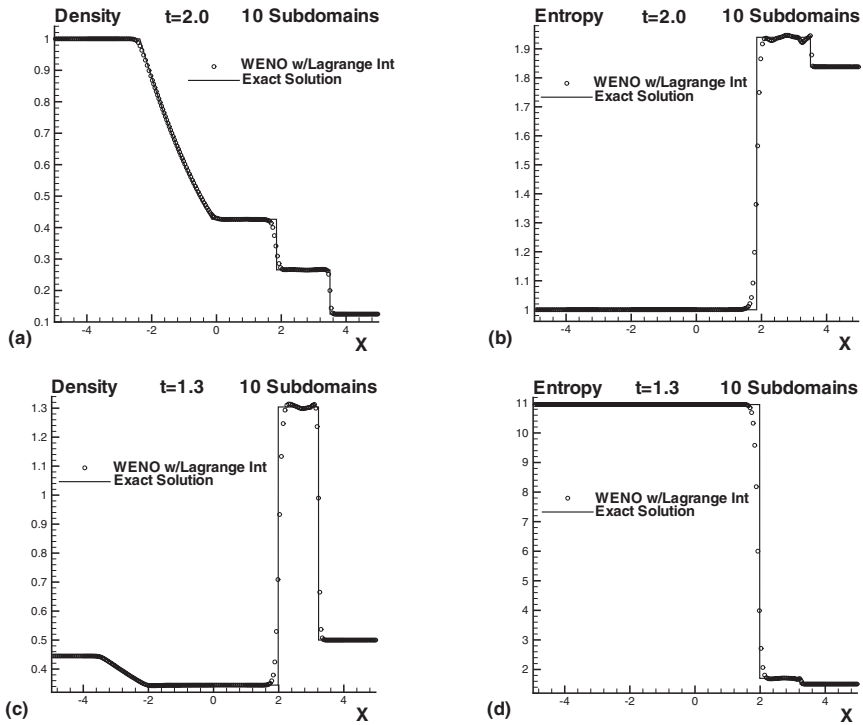 Density t=2.0 10 Subdomains
1
0.9
0.8
0.7
0.6
0.5
0.4
0.3
0.2
0.1
WENO w/Lagrange Int
Exact Solution
-4 -2 0 2 4
X
(a)
Entropy t=2.0 10 Subdomains
1.9
1.8
1.7
1.6
1.5
1.4
1.3
1.2
1.1
1
WENO w/Lagrange Int
Exact Solution
-4 -2 0 2 4
X
(b)
Density t=1.3 10 Subdomains
1.3
1.2
1.1
1
0.9
0.8
0.7
0.6
0.5
0.4
WENO w/Lagrange Int
Exact Solution
-4 -2 0 2 4
X
(c)
Entropy t=1.3 10 Subdomains
11
10
9
8
7
6
5
4
3
2
WENO w/Lagrange Int
Exact Solution
-4 -2 0 2 4
X
(d)